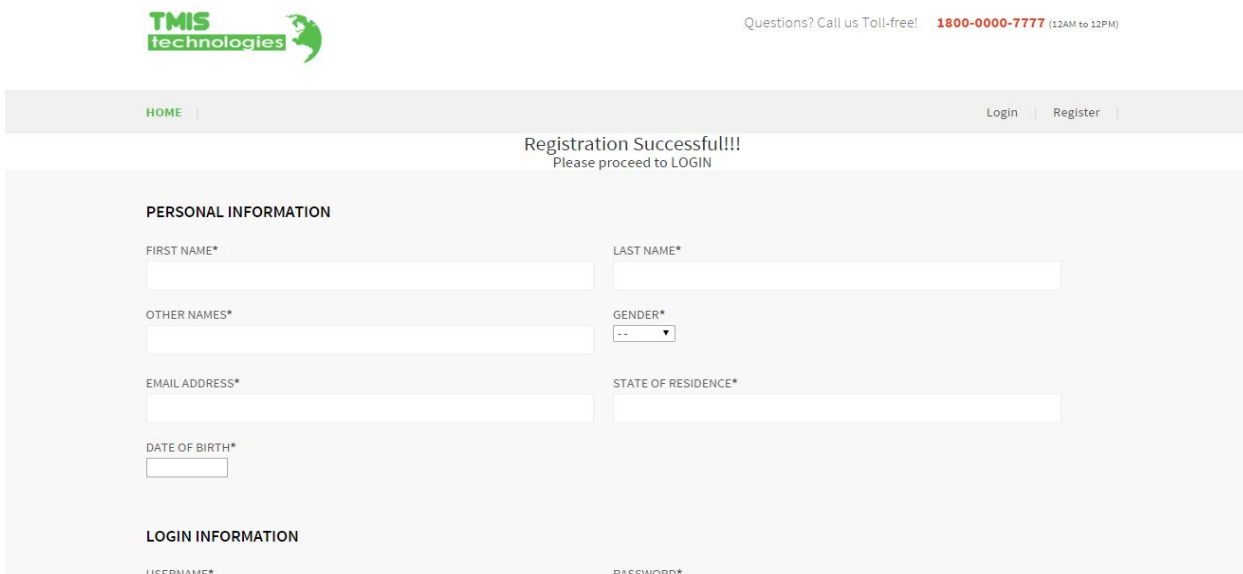 TMIS
technologies
Questions? Call us Toll-free! 1800-0000-7777 (12AM to 12PM)
HOME | Login | Register |
Registration Successful!!!
Please proceed to LOGIN
PERSONAL INFORMATION
FIRST NAME* LAST NAME*
OTHER NAMES* GENDER*
--
EMAIL ADDRESS* STATE OF RESIDENCE*
DATE OF BIRTH*
LOGIN INFORMATION
USERNAME* PASSWORD*